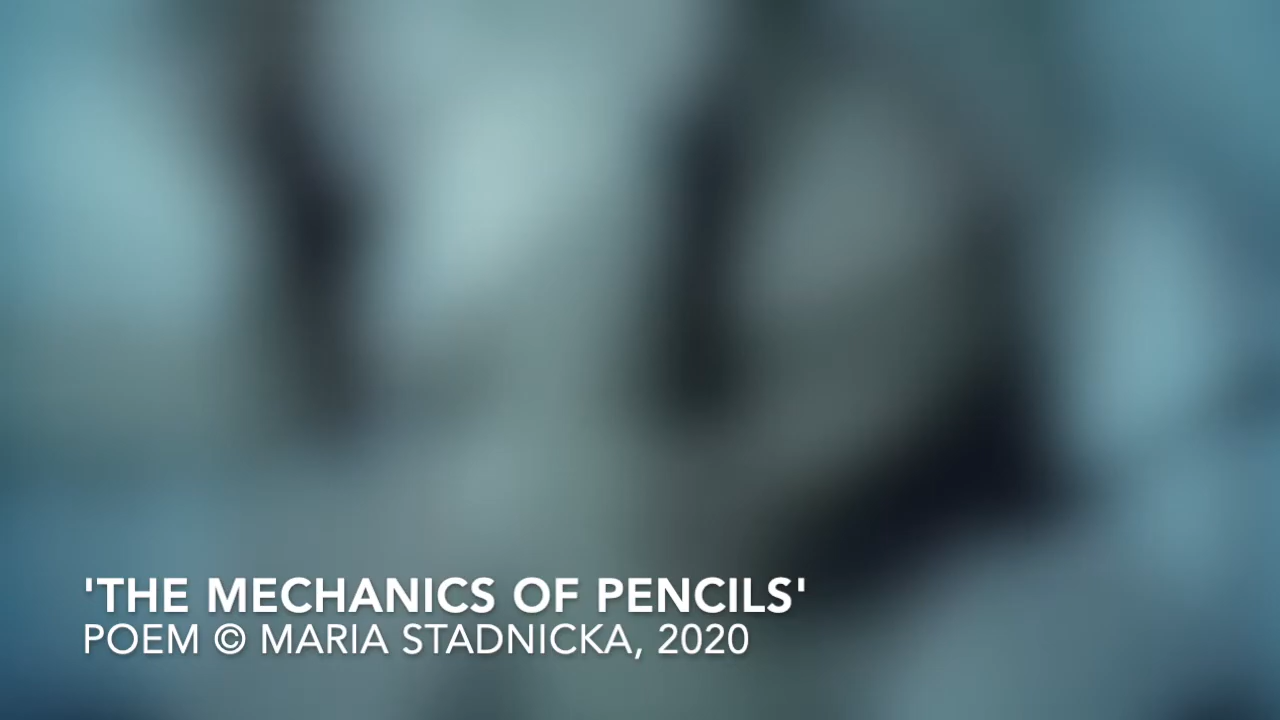 'THE MECHANICS OF PENCILS'
POEM © MARIA STADNICKA, 2020